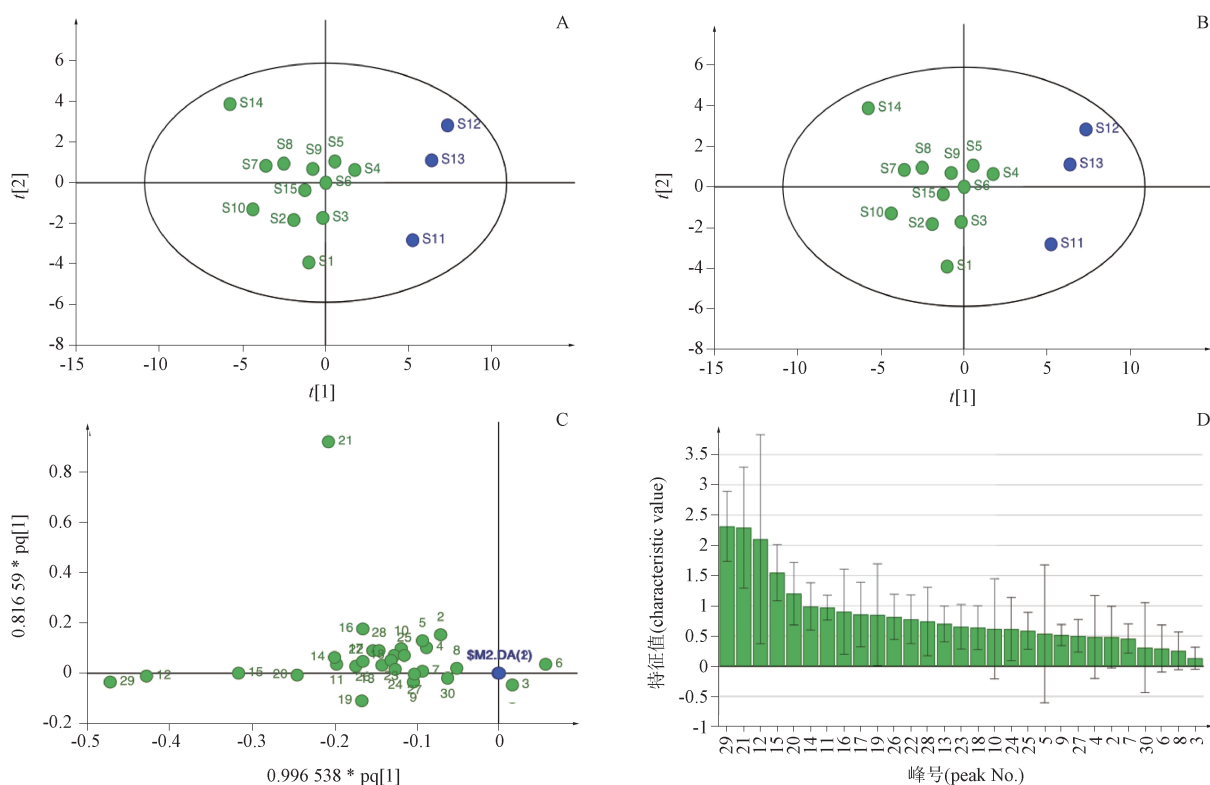 A
6
4
2
0
-2
-4
-6
-8
t[2]
-15
-10
-5
0
5
10
t[1]
S14
S12
S13
S5
S8
S9
S7
S4
S6
S15
S10
S2
S3
S11
S1
B
6
4
2
0
-2
-4
-6
-8
t[2]
-15
-10
-5
0
5
10
15
t[1]
S14
S12
S13
S5
S8
S9
S7
S4
S6
S15
S10
S2
S3
S11
S1
C
0.8
0.6
0.4
0.2
0
-0.2
0.816 59 * pq[1]
-0.5
-0.4
-0.3
-0.2
-0.1
0
0.996 538 * pq[1]
21
16
28
10
5
2
25
4
14
8
6
29
12
15
20
11
7
24
27
9
30
19
3
D
3.5
3
2.5
2
1.5
1
0.5
0
-0.5
-1
特征值(characteristic value)
29 21 12 15 20 14 11 16 17 19 26 22 28 13 23 18 10 24 25 5 9 27 4 2 7 30 6 8 3
峰号(peak No.)